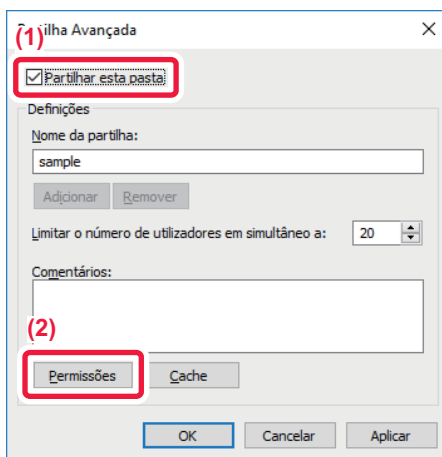 (1)
ilha Avançada
Partilhar esta pasta
Definições
Nome da partilha:
sample
Adicionar Remover
Limitar o número de utilizadores em simultâneo a: 20
Comentários:
(2)
Permissões Cache
OK Cancelar Aplicar